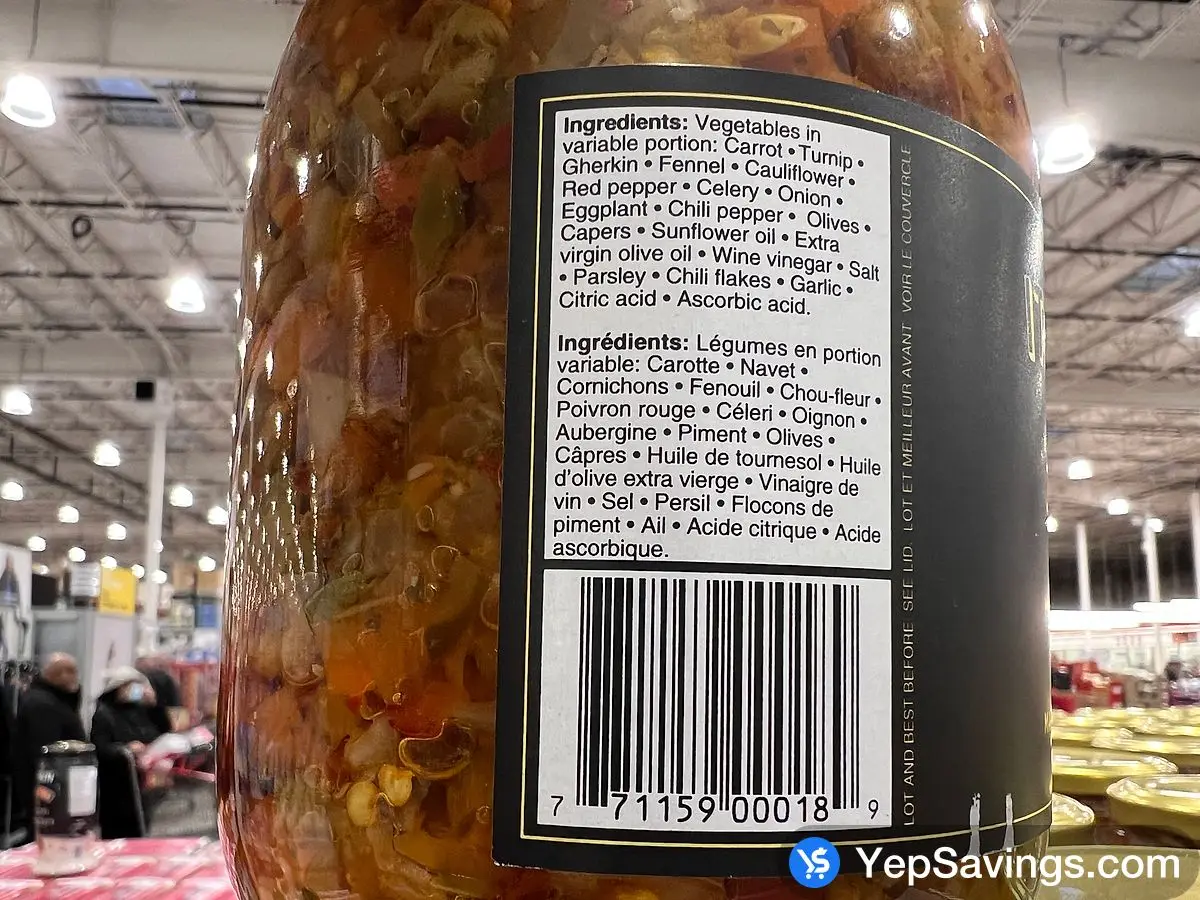 Ingredients: Vegetables in
variable portion: Carrot • Turnip •
Gherkin • Fennel • Cauliflower •
Red pepper • Celery • Onion •
Eggplant • Chili pepper • Olives •
Capers • Sunflower oil • Extra
virgin olive oil • Wine vinegar • Salt
• Parsley • Chili flakes • Garlic •
Citric acid • Ascorbic acid.
Ingrédients: Légumes en portion
variable: Carotte • Navet •
Cornichons • Fenouil • Chou-fleur •
Poivron rouge • Céleri • Oignon •
Aubergine • Piment • Olives •
Câpres • Huile de tournesol • Huile
d'olive extra vierge • Vinaigre de
vin • Sel • Persil • Flocons de
piment • Ail • Acide citrique • Acide
ascorbique.
7 71159 00018 9
LOT AND BEST BEFORE SEE LID. LOT ET MEILLEUR AVANT VOIR LE COUVERCLE
YepSavings.com